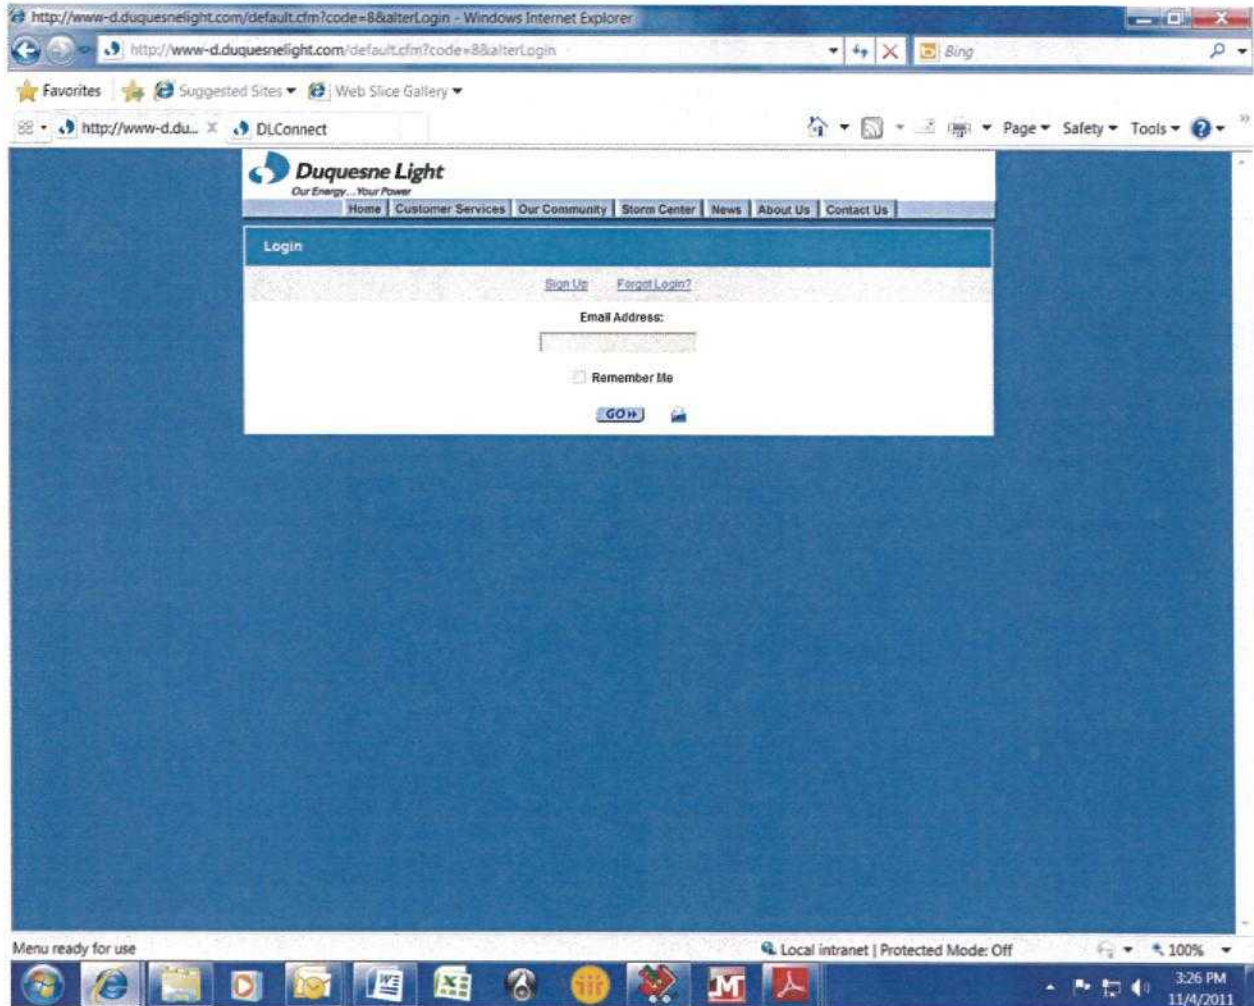 http://www-d.duquesnelight.com/default.cfm?code=8&alterLogin - Windows Internet Explorer
http://www-d.duquesnelight.com/default.cfm?code=8&alterLogin
Bing
Favorites Suggested Sites Web Slice Gallery
http://www-d.du... DLConnect
Page Safety Tools
Duquesne Light
Our Energy...Your Power
Home Customer Services Our Community Storm Center News About Us Contact Us
Login
Sign Up Forgot Login?
Email Address:
Remember Me
GO
Menu ready for use
Local intranet | Protected Mode: Off
100%
3:26 PM
11/4/2011